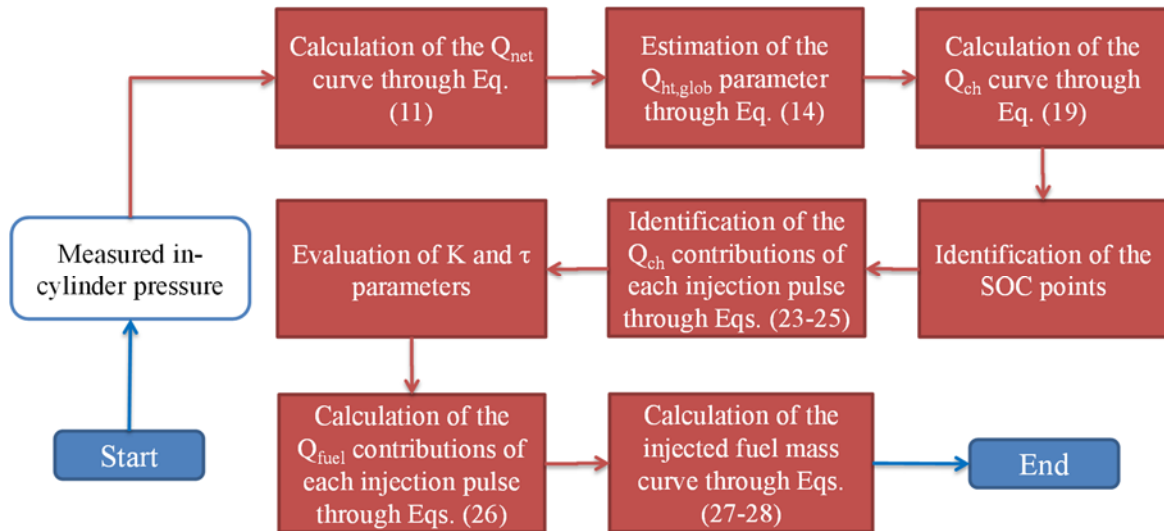 Start
Measured in-
cylinder pressure
Calculation of the Qnet
curve through Eq.
(11)
Estimation of the
Qht,glob parameter
through Eq. (14)
Calculation of the
Qch curve through
Eq. (19)
Identification of the
SOC points
Identification of the
Qch contributions of
each injection pulse
through Eqs. (23-25)
Evaluation of K and τ
parameters
Calculation of the
Qfuel contributions of
each injection pulse
through Eqs. (26)
Calculation of the
injected fuel mass
curve through Eqs.
(27-28)
End